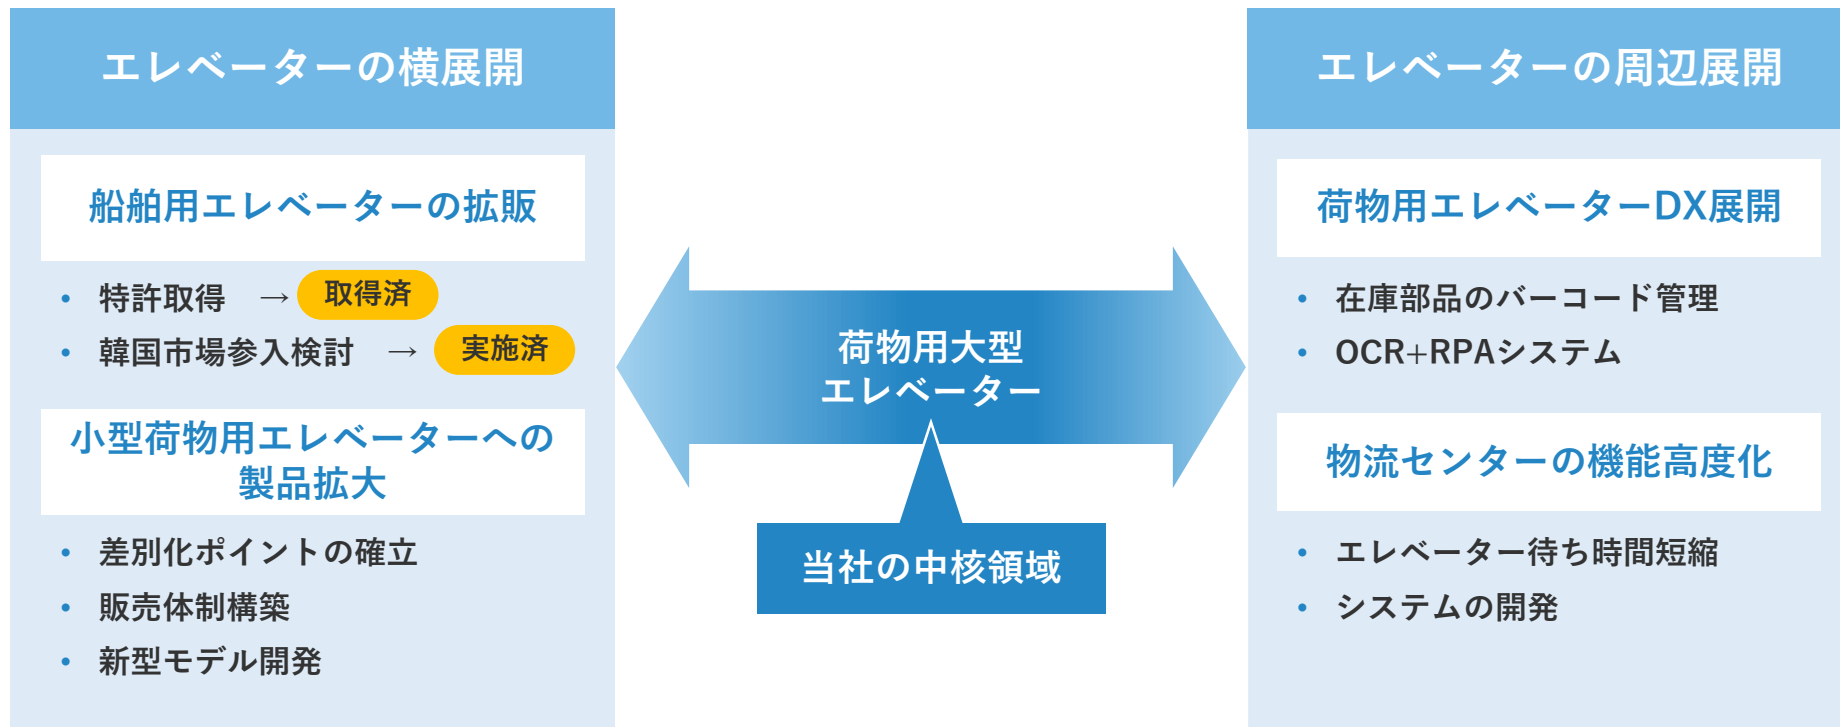 エレベーターの横展開
船舶用エレベーターの拡販
• 特許取得 → 取得済
• 韓国市場参入検討 → 実施済
小型荷物用エレベーターへの
製品拡大
• 差別化ポイントの確立
• 販売体制構築
• 新型モデル開発
荷物用大型
エレベーター
当社の中核領域
エレベーターの周辺展開
荷物用エレベーターDX展開
• 在庫部品のバーコード管理
• OCR+RPAシステム
物流センターの機能高度化
• エレベーター待ち時間短縮
• システムの開発